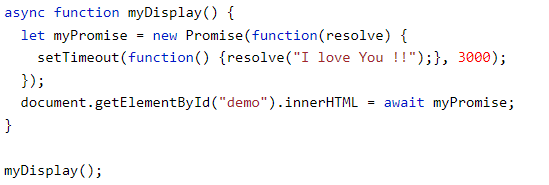 async function myDisplay() {
  let myPromise = new Promise(function(resolve) {
    setTimeout(function() {resolve("I love You !!");}, 3000);
  });
  document.getElementById("demo").innerHTML = await myPromise;
}

myDisplay();